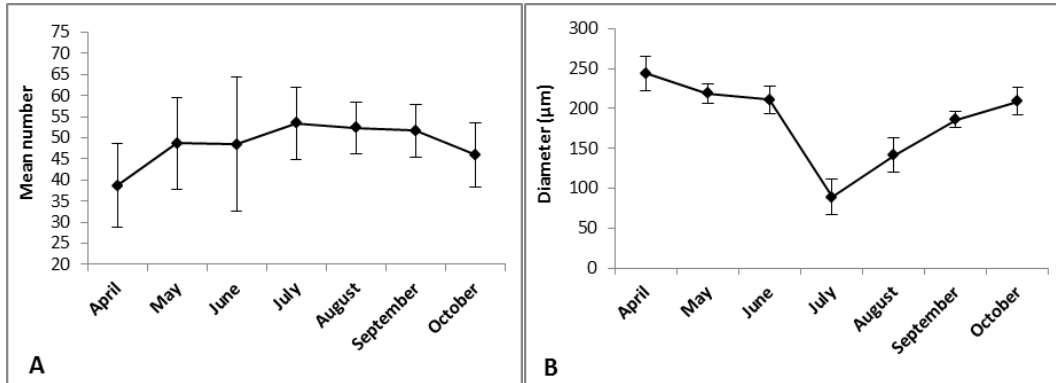 75
70
65
60
55
50
45
40
35
30
25
20
Mean number
April
May
June
July
August
September
October
A
300
250
200
150
100
50
0
Diameter (µm)
April
May
June
July
August
September
October
B